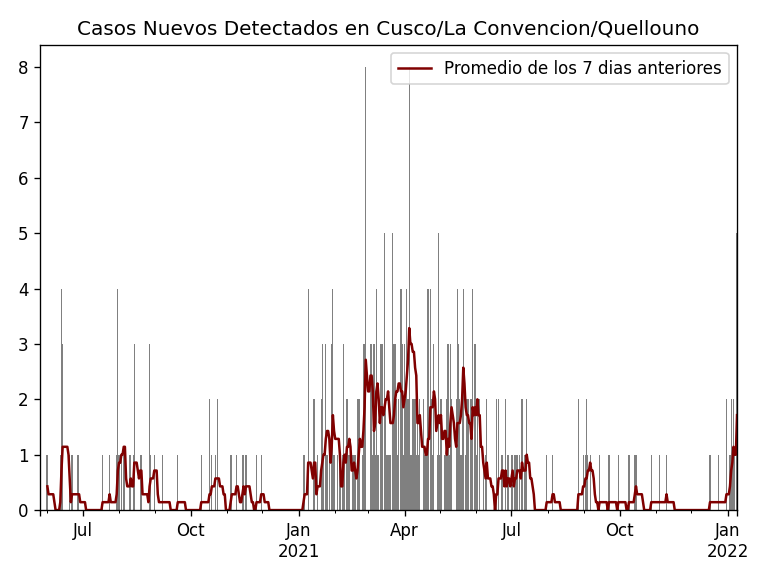 Casos Nuevos Detectados en Cusco/La Convencion/Quellouno
Promedio de los 7 dias anteriores
8
7
6
5
4
3
2
1
0
Jul
Oct
Jan
2021
Apr
Jul
Oct
Jan
2022